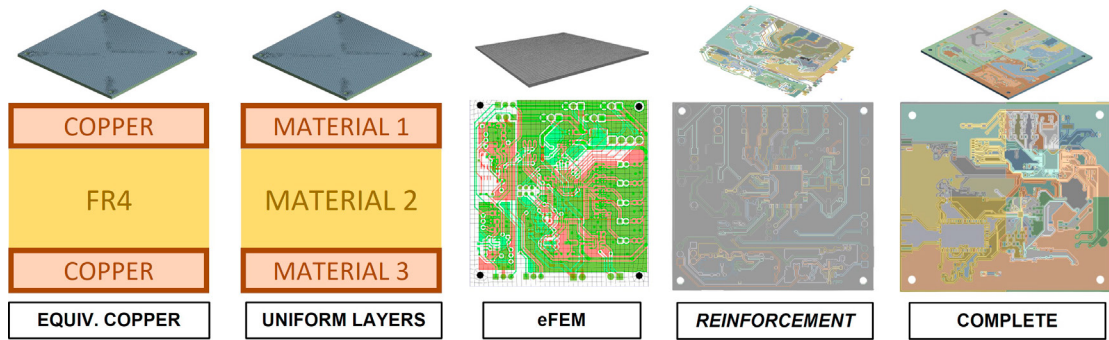 COPPER
FR4
COPPER
EQUIV. COPPER
MATERIAL 1
MATERIAL 2
MATERIAL 3
UNIFORM LAYERS
eFEM
REINFORCEMENT
COMPLETE